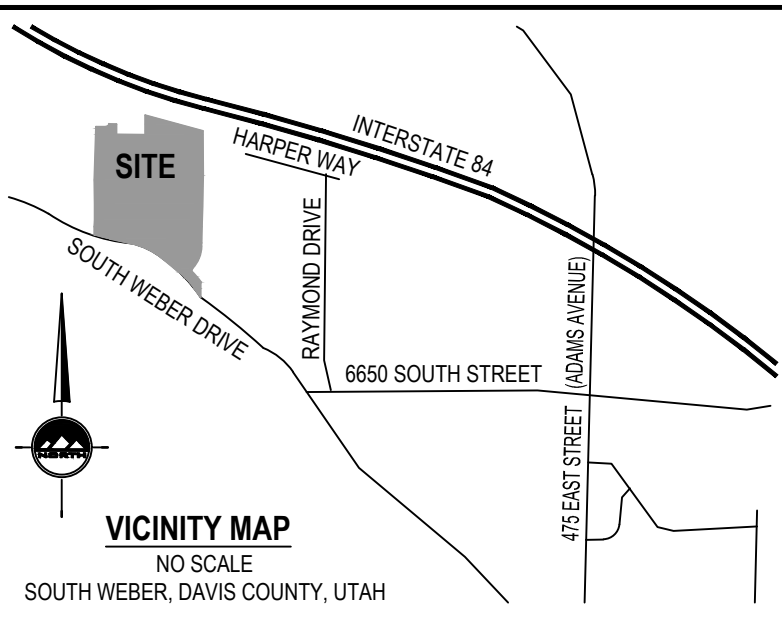 INTERSTATE 84
HARPER WAY
SITE
RAYMOND DRIVE
SOUTH WEBER DRIVE
(ADAMS AVENUE)
6650 SOUTH STREET
475 EAST STREET
NORTH
VICINITY MAP
NO SCALE
SOUTH WEBER, DAVIS COUNTY, UTAH